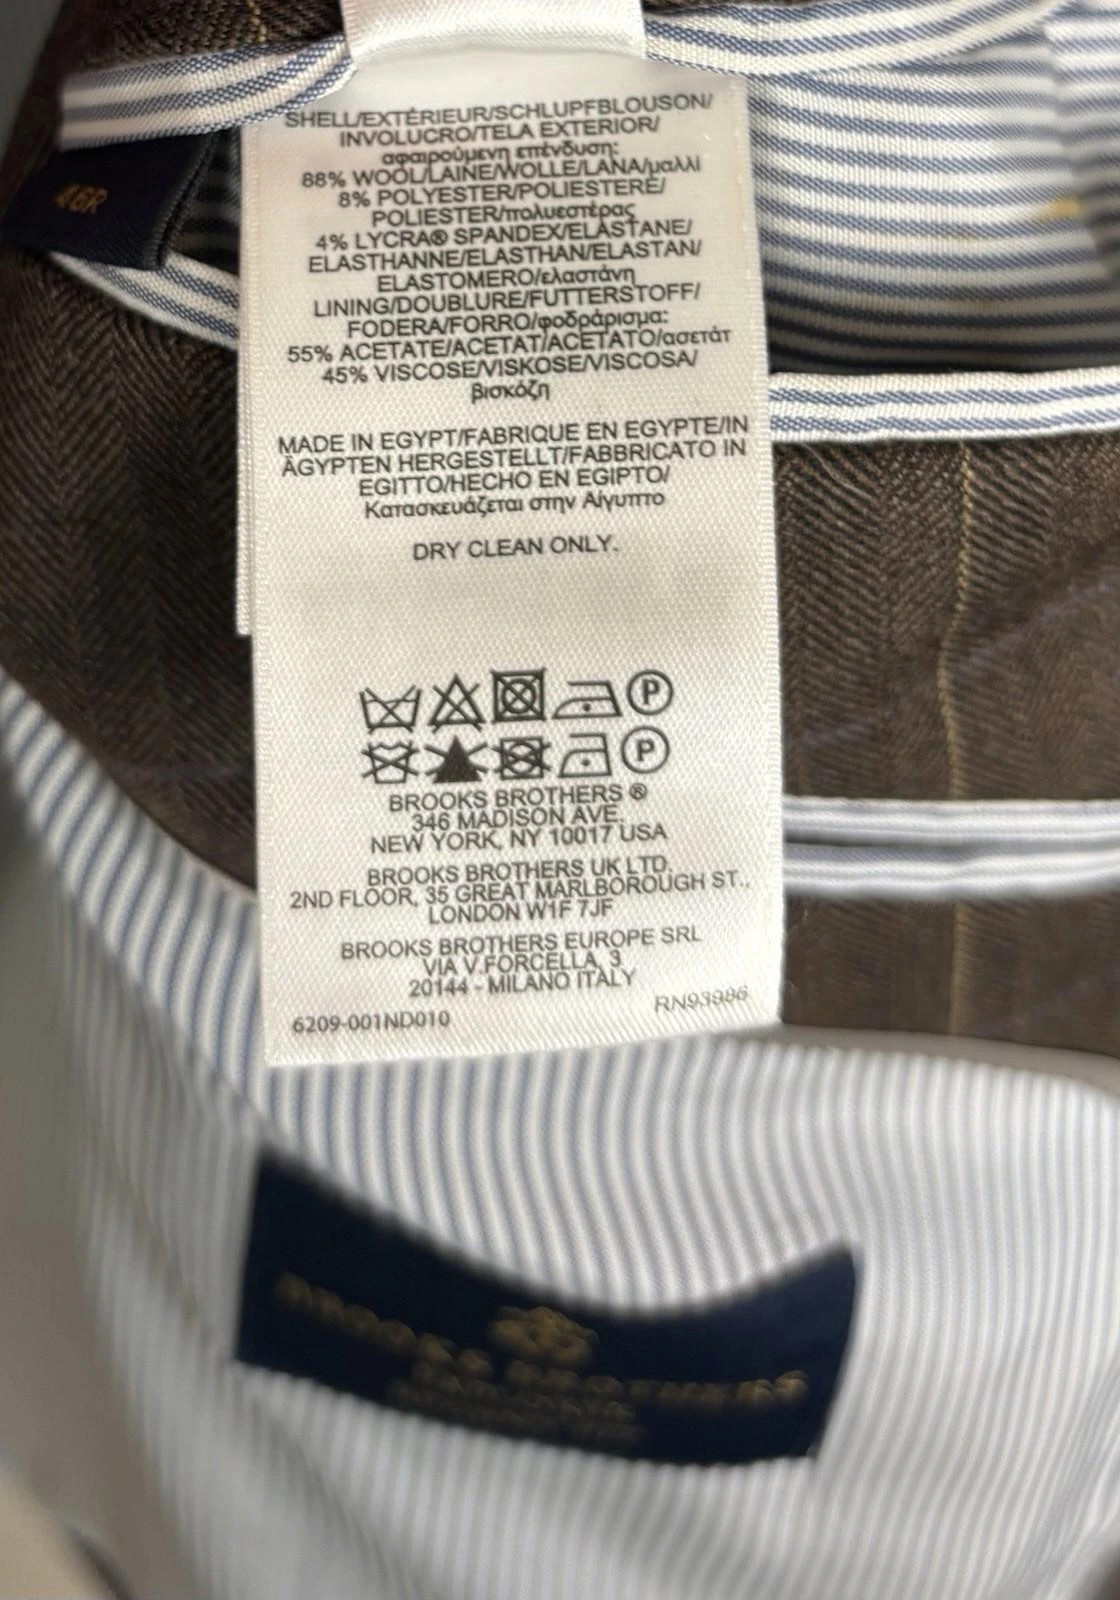 46R
SHELL/EXTÉRIEUR/SCHLUPFBLOUSON/
INVOLUCRO/TELA EXTERIOR/
αφαιρούμενη επένδυση:
88% WOOL/LAINE/WOLLE/LANA/μαλλί
8% POLYESTER/POLIESTERE/
POLIESTER/πολυεστέρας
4% LYCRA® SPANDEX/ELASTANE/
ELASTHANNE/ELASTHAN/ELASTAN/
ELASTOMERO/ελαστάνη
LINING/DOUBLURE/FUTTERSTOFF/
FODERA/FORRO/φοδράρισμα:
55% ACETATE/ACETAT/ACETATO/ασετάτ
45% VISCOSE/VISKOSE/VISCOSA/
βισκόζη
MADE IN EGYPT/FABRIQUE EN EGYPTE/IN
ÄGYPTEN HERGESTELLT/FABBRICATO IN
EGITTO/HECHO EN EGIPTO/
Κατασκευάζεται στην Αίγυπτο
DRY CLEAN ONLY.
P
P
BROOKS BROTHERS ®
346 MADISON AVE.
NEW YORK, NY 10017 USA
BROOKS BROTHERS UK LTD.
2ND FLOOR, 35 GREAT MARLBOROUGH ST.,
LONDON W1F 7JF
BROOKS BROTHERS EUROPE SRL
VIA V.FORCELLA, 3
20144 - MILANO ITALY
RN93986
6209-001ND010
BROOKS BROTHERS